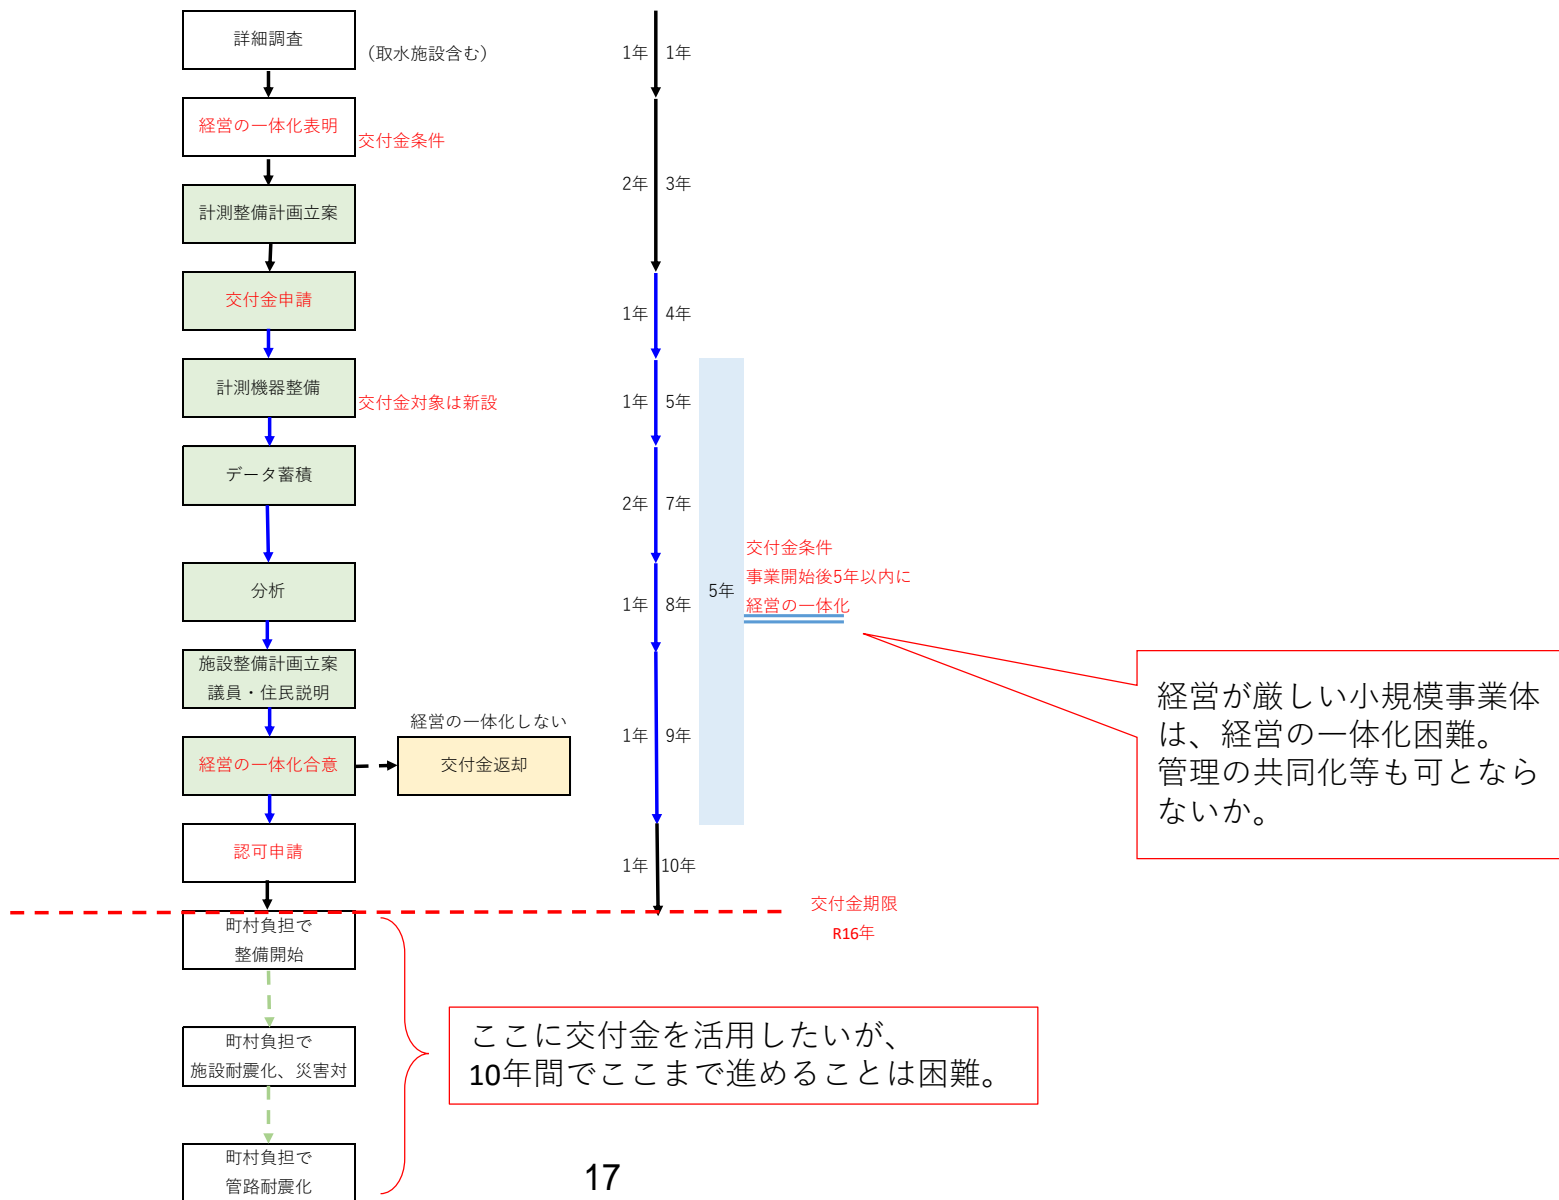 詳細調査
（取水施設含む）
1年
1年
経営の一体化表明
交付金条件
2年
3年
計測整備計画立案
交付金申請
1年
4年
計測機器整備
交付金対象は新設
1年
5年
データ蓄積
2年
7年
交付金条件
事業開始後5年以内に
経営の一体化
5年
分析
1年
8年
施設整備計画立案
議員・住民説明
経営が厳しい小規模事業体
は、経営の一体化困難。
管理の共同化等も可となら
ないか。
経営の一体化しない
経営の一体化合意
交付金返却
1年
9年
認可申請
1年
10年
交付金期限
R16年
町村負担で
整備開始
町村負担で
施設耐震化、災害対
ここに交付金を活用したいが、
10年間でここまで進めることは困難。
町村負担で
管路耐震化
17